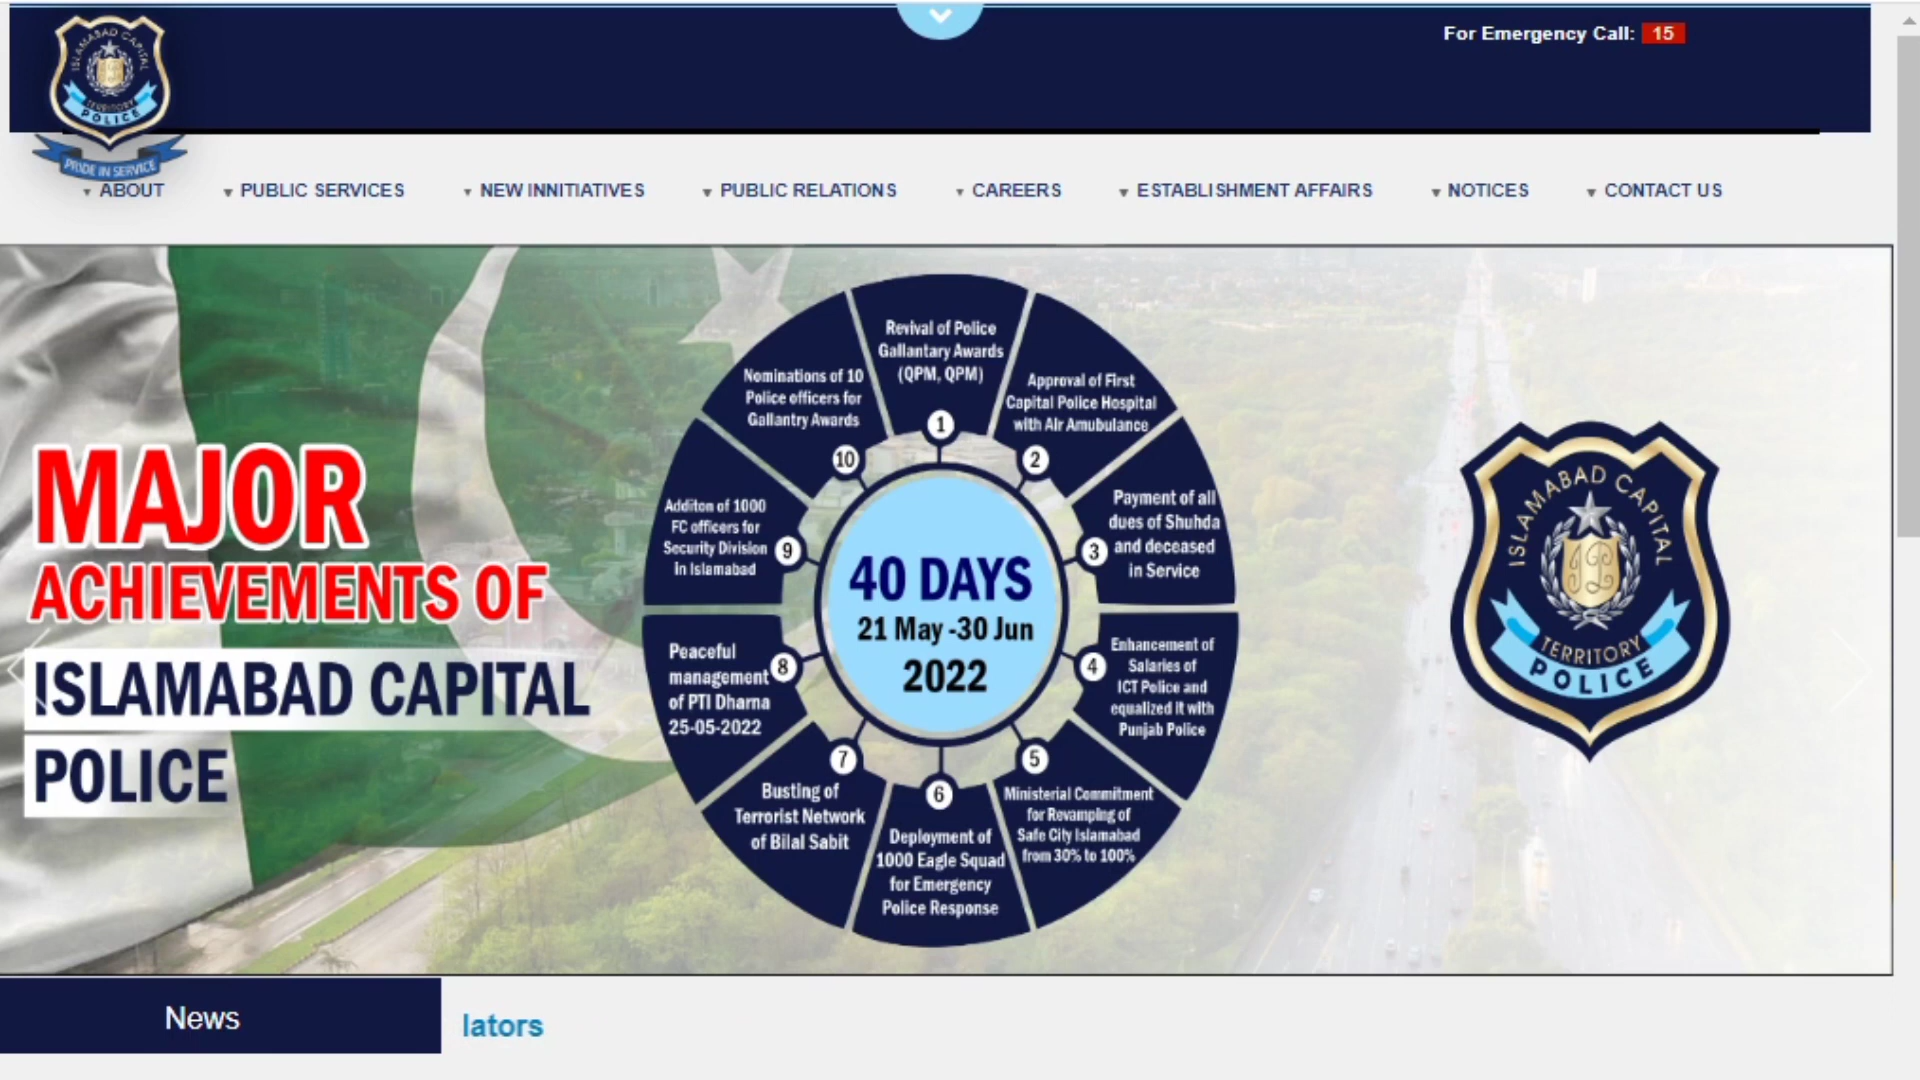 For Emergency Call: 15
ISLAMABAD CAPITAL
TERRITORY
POLICE
PRIDE IN SERVICE
ABOUT
PUBLIC SERVICES
NEW INNITIATIVES
PUBLIC RELATIONS
CAREERS
ESTABLISHMENT AFFAIRS
NOTICES
CONTACT US
MAJOR
ACHIEVEMENTS OF
ISLAMABAD CAPITAL
POLICE
40 DAYS
21 May -30 Jun
2022
Revival of Police
Gallantary Awards
(QPM, QPM)
1
Approval of First
Capital Police Hospital
with Air Amubulance
2
Payment of all
dues of Shuhda
and deceased
in Service
3
Enhancement of
Salaries of
ICT Police and
equalized it with
Punjab Police
4
5
Ministerial Commitment
for Revamping of
Safe City Islamabad
from 30% to 100%
6
Deployment of
1000 Eagle Squad
for Emergency
Police Response
7
Busting of
Terrorist Network
of Bilal Sabit
8
Peaceful
management
of PTI Dharna
25-05-2022
9
Additon of 1000
FC officers for
Security Division
in Islamabad
10
Nominations of 10
Police officers for
Gallantry Awards
ISLAMABAD CAPITAL
TERRITORY
POLICE
News
lators